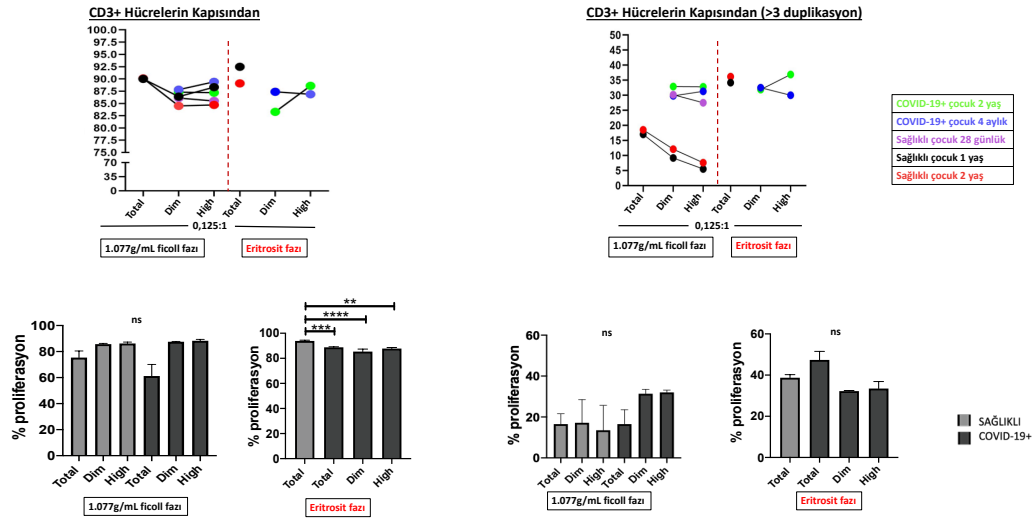 CD3+ Hücrelerin Kapısından
100.0
97.5
95.0
92.5
90.0
87.5
85.0
82.5
80.0
77.5
75.0
70
35
0
Total
Dim
High
Total
Dim
High
0,125:1
1.077g/mL ficoll fazı
Eritrosit fazı
CD3+ Hücrelerin Kapısından (>3 duplikasyon)
50
45
40
35
30
25
20
15
10
5
0
Total
Dim
High
Total
Dim
High
0,125:1
1.077g/mL ficoll fazı
Eritrosit fazı
COVID-19+ çocuk 2 yaş
COVID-19+ çocuk 4 aylık
Sağlıklı çocuk 28 günlük
Sağlıklı çocuk 1 yaş
Sağlıklı çocuk 2 yaş
% proliferasyon
100
80
60
40
20
0
ns
Total
Dim
High
Total
Dim
High
1.077g/mL ficoll fazı
% proliferasyon
100
80
60
40
20
0
**
****
***
Total
Total
Dim
High
Eritrosit fazı
% proliferasyon
60
40
20
0
ns
Total
Dim
High
Total
Dim
High
1.077g/mL ficoll fazı
% proliferasyon
60
40
20
0
ns
Total
Total
Dim
High
Eritrosit fazı
SAĞLIKLI
COVID-19+